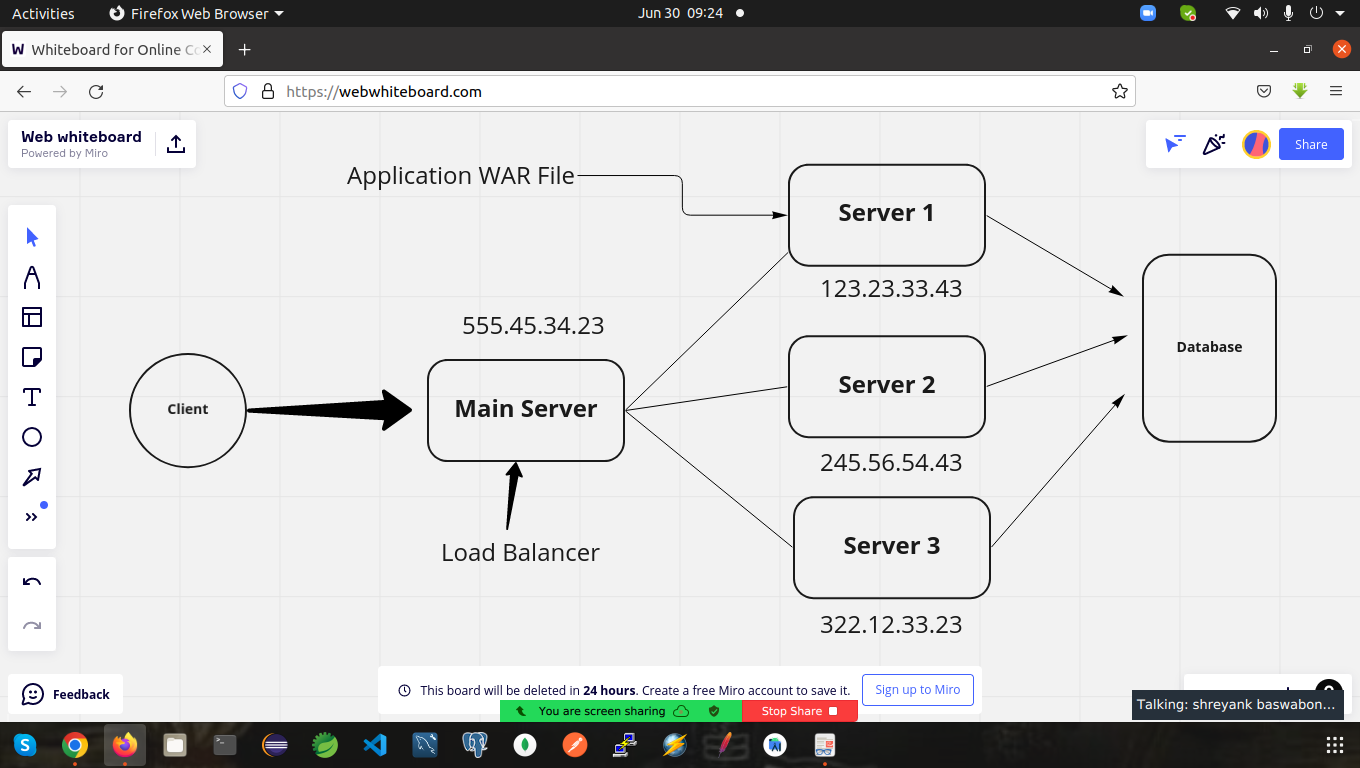 Activities
Firefox Web Browser
Jun 30 09:24
Whiteboard for Online Co
https://webwhiteboard.com
Web whiteboard
Powered by Miro
Share
Application WAR File
Server 1
123.23.33.43
555.45.34.23
Database
Server 2
Client
Main Server
245.56.54.43
Load Balancer
Server 3
322.12.33.23
Feedback
This board will be deleted in 24 hours. Create a free Miro account to save it.
Sign up to Miro
You are screen sharing
Stop Share
Talking: shreyank baswabon...